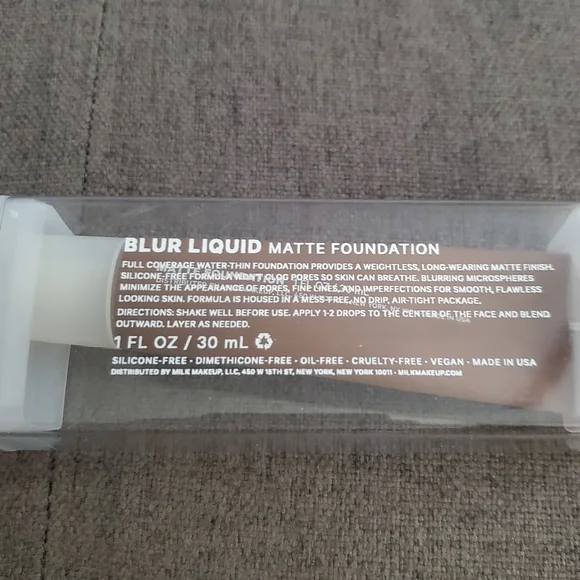 BLUR LIQUID MATTE FOUNDATION
FULL COVERAGE WATER-THIN FOUNDATION PROVIDES A WEIGHTLESS, LONG-WEARING MATTE FINISH.
SILICONE-FREE FORMULA WON'T CLOG PORES SO SKIN CAN BREATHE. BLURRING MICROSPHERES
MINIMIZE THE APPEARANCE OF PORES, FINE LINES, AND IMPERFECTIONS FOR SMOOTH, FLAWLESS
LOOKING SKIN. FORMULA IS HOUSED IN A MESS-FREE, NO DRIP, AIR-TIGHT PACKAGE.
DIRECTIONS: SHAKE WELL BEFORE USE. APPLY 1-2 DROPS TO THE CENTER OF THE FACE AND BLEND
OUTWARD. LAYER AS NEEDED.
1 FL OZ / 30 mL
SILICONE-FREE • DIMETHICONE-FREE • OIL-FREE • CRUELTY-FREE • VEGAN • MADE IN USA
DISTRIBUTED BY MILK MAKEUP, LLC, 450 W 15TH ST, NEW YORK, NEW YORK 10011 • MILKMAKEUP.COM